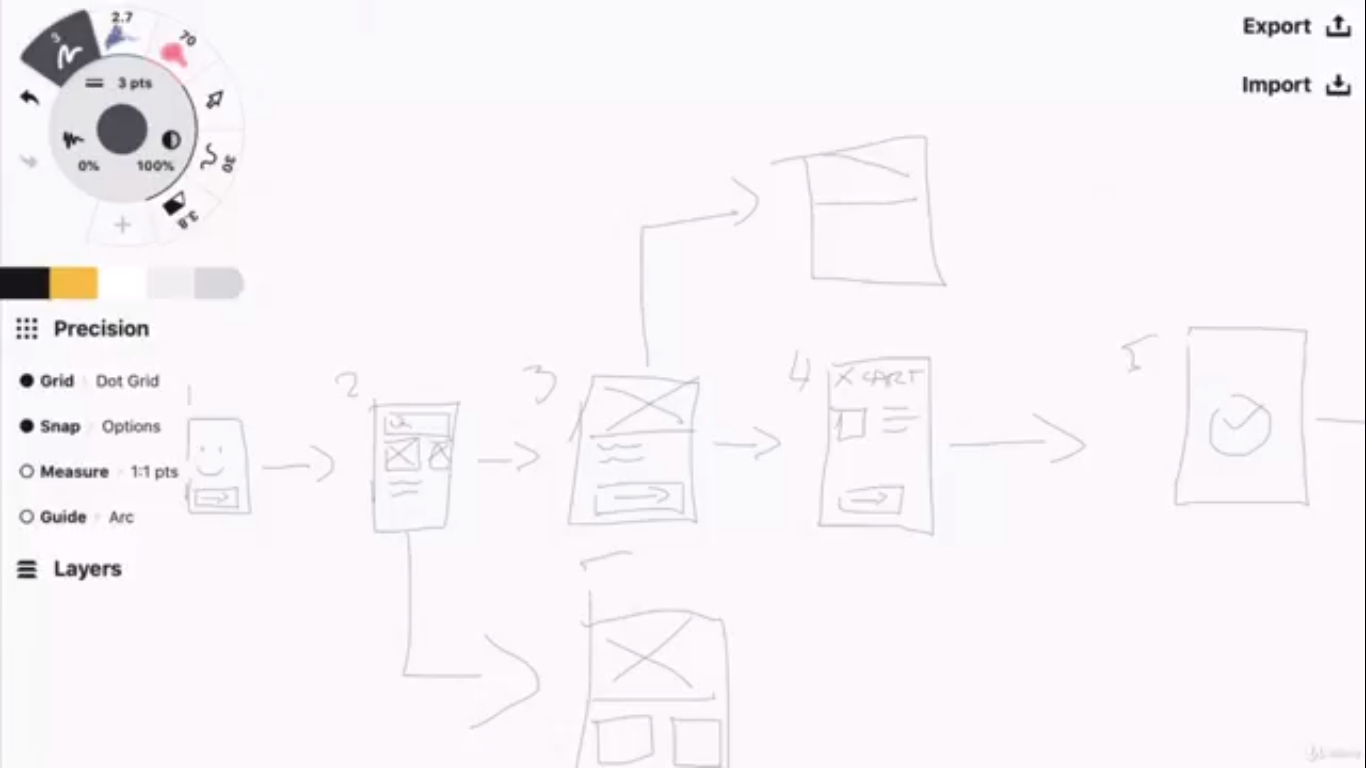 2.7
3
70
Export
3 pts
Import
0%
100%
30
3.8
Precision
Grid Dot Grid
1
Snap Options
Measure 1:1 pts
Guide Arc
Layers
2
3
4
X CART
5